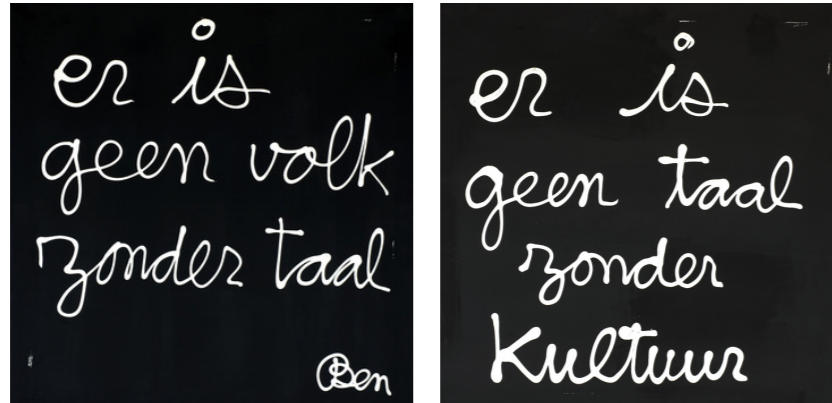 er is
geen volk
zonder taal
Ben
er is
geen taal
zonder
Kultuur